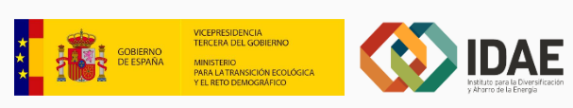 GOBIERNO
DE ESPAÑA
VICEPRESIDENCIA
TERCERA DEL GOBIERNO
MINISTERIO
PARA LA TRANSICIÓN ECOLÓGICA
Y EL RETO DEMOGRÁFICO
IDAE
Instituto para la Diversificación
y Ahorro de la Energía